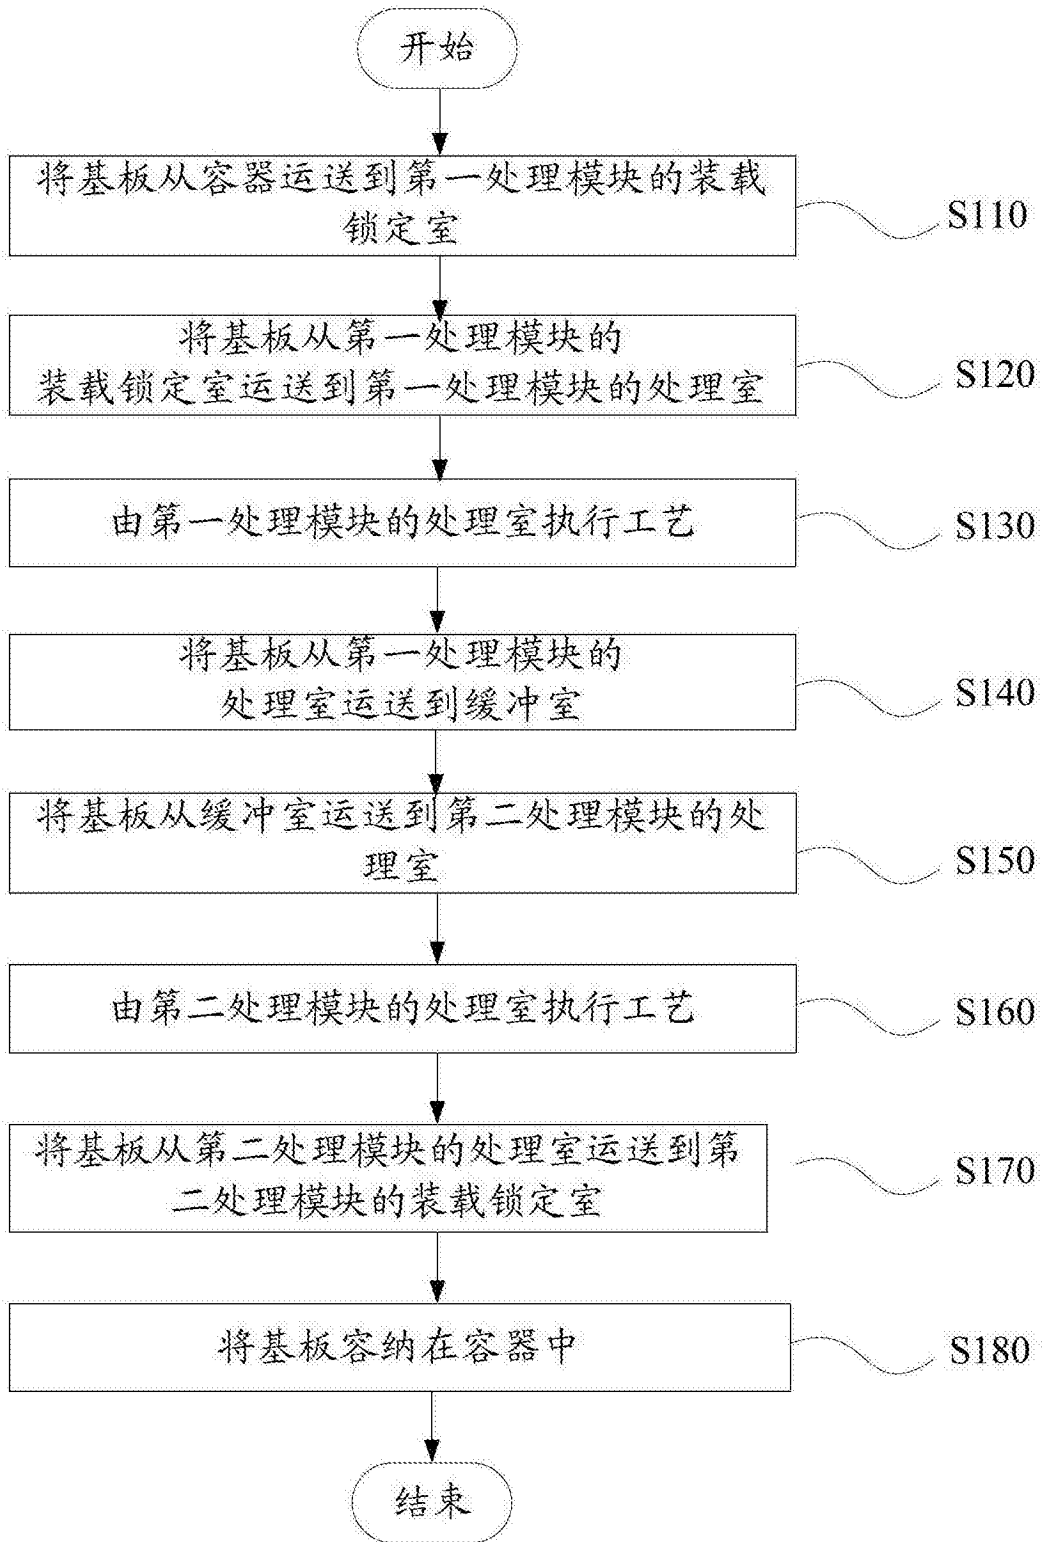 开始
将基板从容器运送到第一处理模块的装载
锁定室
S110
将基板从第一处理模块的
装载锁定室运送到第一处理模块的处理室
S120
由第一处理模块的处理室执行工艺
S130
将基板从第一处理模块的
处理室运送到缓冲室
S140
将基板从缓冲室运送到第二处理模块的处
理室
S150
由第二处理模块的处理室执行工艺
S160
将基板从第二处理模块的处理室运送到第
二处理模块的装载锁定室
S170
将基板容纳在容器中
S180
结束